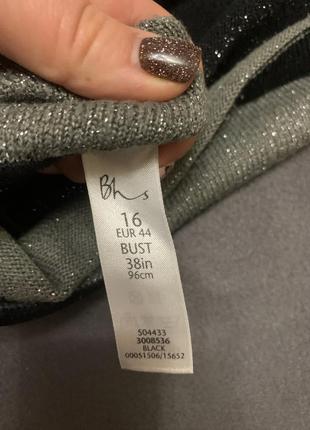 Bhs
16
EUR 44
BUST
38in
96cm
504433
3008536
BLACK
00051506/15652